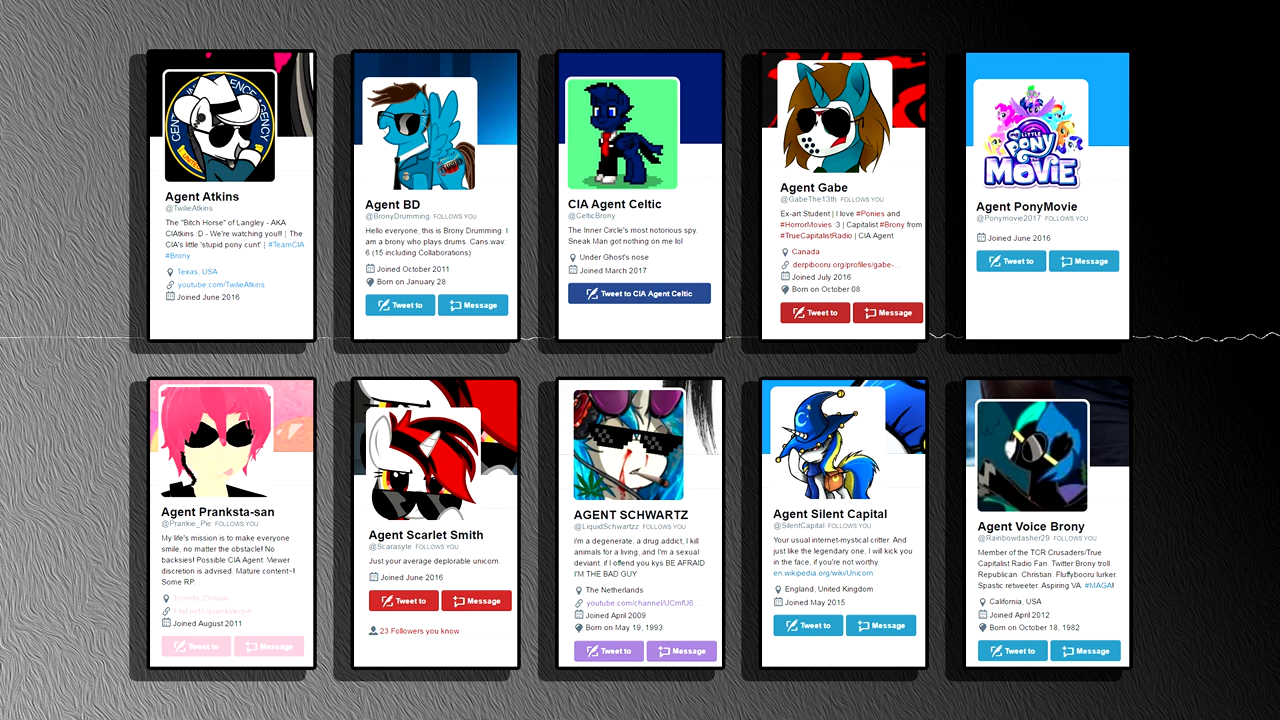 CENT ENCE AGENCY
Agent Atkins
@TwilieAtkins
The "Bitch Horse" of Langley - AKA
CIAtkins :D - We're watching you!!! | The
CIA's little 'stupid pony cunt' | #TeamCIA
#Brony
Texas, USA
youtube.com/TwilieAtkins
Joined June 2016
Agent BD
@BronyDrumming FOLLOWS YOU
Hello everyone, this is Brony Drumming. I
am a brony who plays drums. Cans.wav:
6 (15 including Collaborations)
Joined October 2011
Born on January 28
Tweet to Message
CIA Agent Celtic
@CelticBrony
The Inner Circle's most notorious spy.
Sneak Man got nothing on me lol
Under Ghost's nose
Joined March 2017
Tweet to CIA Agent Celtic
Agent Gabe
@GabeThe13th FOLLOWS YOU
Ex-art Student | I love #Ponies and
#HorrorMovies :3 | Capitalist #Brony from
#TrueCapitalistRadio | CIA Agent
Canada
derpibooru.org/profiles/gabe-...
Joined July 2016
Born on October 08
Tweet to Message
MY LITTLE
PONY
MOVIE
Agent PonyMovie
@Ponymovie2017 FOLLOWS YOU
Joined June 2016
Tweet to Message
Agent Pranksta-san
@Prankie_Pie FOLLOWS YOU
My life's mission is to make everyone
smile, no matter the obstacle!! No
backsies! Possible CIA Agent. Viewer
discretion is advised. Mature content~!!
Some RP.
Toronto, Ontario
Joined August 2011
Tweet to Message
Agent Scarlet Smith
@Scarasyte FOLLOWS YOU
Just your average deplorable unicorn.
Joined June 2016
Tweet to Message
23 Followers you know
AGENT SCHWARTZ
@LiquidSchwartzz FOLLOWS YOU
i'm a degenerate, a drug addict, I kill
animals for a living, and I'm a sexual
deviant. if I offend you kys BE AFRAID
I'M THE BAD GUY
The Netherlands
youtube.com/channel/UCmfU6...
Joined April 2009
Born on May 19, 1993
Tweet to Message
Agent Silent Capital
@SilentCapital FOLLOWS YOU
Your usual internet-mystical critter. And
just like the legendary one, I will kick you
in the face, if you're not worthy.
en.wikipedia.org/wiki/Unicorn
England, United Kingdom
Joined May 2015
Tweet to Message
Agent Voice Brony
@Rainbowdasher29 FOLLOWS YOU
Member of the TCR Crusaders/True
Capitalist Radio Fan. Twitter Brony troll.
Republican. Christian. Fluffybooru lurker.
Spastic retweeter. Aspiring VA. #MAGA!!
California, USA
Joined April 2012
Born on October 18, 1982
Tweet to Message